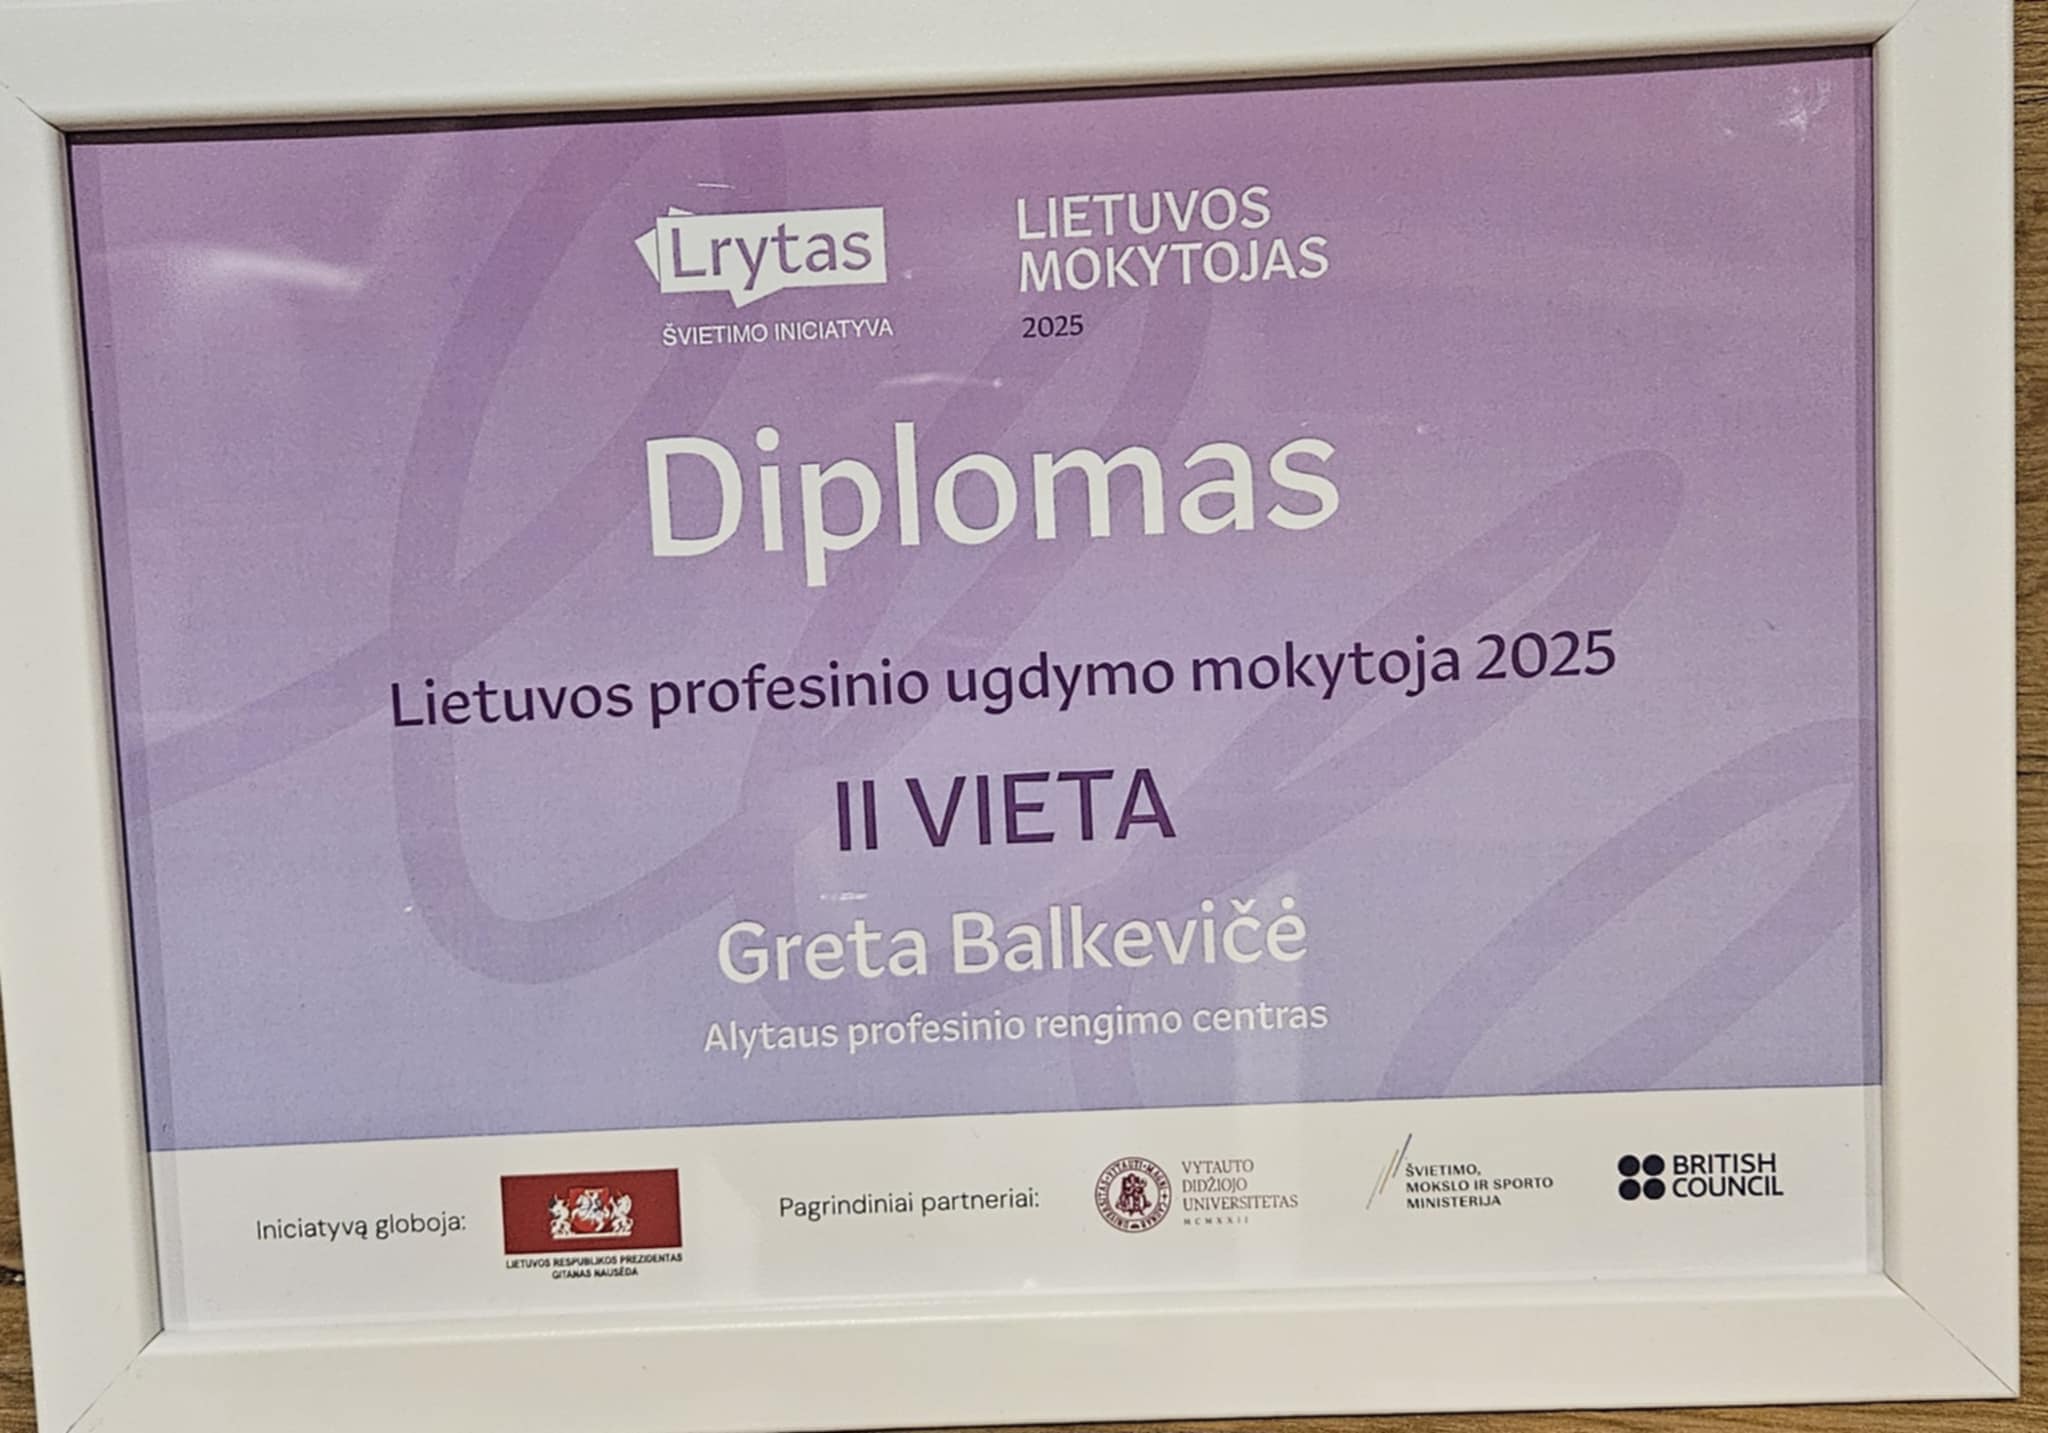 Lrytas
ŠVIETIMO INICIATYVA
LIETUVOS
MOKYTOJAS
2025
Diplomas
Lietuvos profesinio ugdymo mokytoja 2025
II VIETA
Greta Balkevičė
Alytaus profesinio rengimo centras
Iniciatyvą globoja:
LIETUVOS RESPUBLIKOS PREZIDENTAS
GITANAS NAUSĖDA
Pagrindiniai partneriai:
VYTAUTO
DIDŽIOJO
UNIVERSITETAS
MCMXXII
ŠVIETIMO,
MOKSLO IR SPORTO
MINISTERIJA
BRITISH
COUNCIL